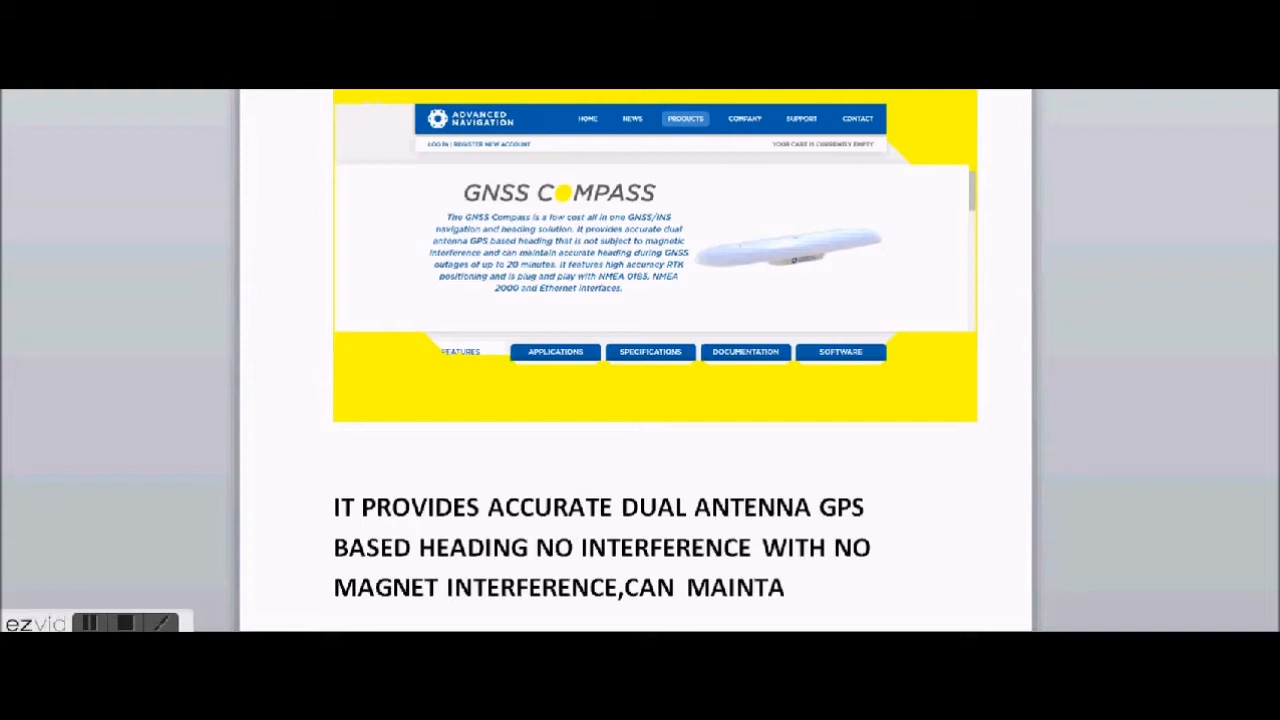 ADVANCED
NAVIGATION
HOME NEWS PRODUCTS COMPANY SUPPORT CONTACT
LOG IN | REGISTER NEW ACCOUNT YOUR CART IS CURRENTLY EMPTY
GNSS COMPASS
The GNSS Compass is a low cost all in one GNSS/INS
navigation and heading solution. It provides accurate dual
antenna GPS based heading that is not subject to magnetic
interference and can maintain accurate heading during GNSS
outages of up to 20 minutes. It features high accuracy RTK
positioning and is plug and play with NMEA 0183, NMEA
2000 and Ethernet interfaces.
FEATURES APPLICATIONS SPECIFICATIONS DOCUMENTATION SOFTWARE
IT PROVIDES ACCURATE DUAL ANTENNA GPS
BASED HEADING NO INTERFERENCE WITH NO
MAGNET INTERFERENCE,CAN MAINTA
ezvid